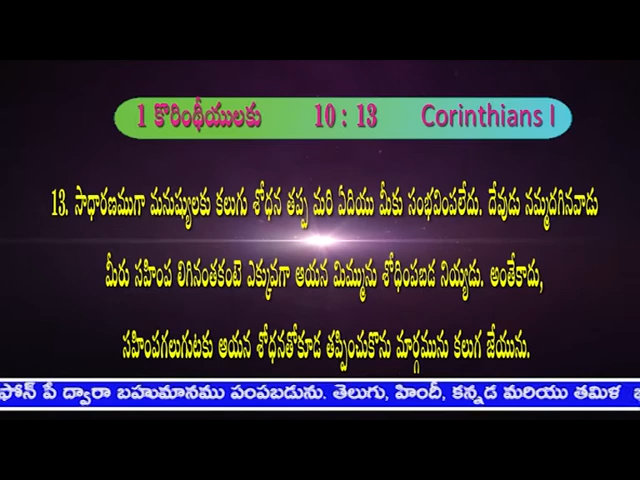 1 కొరింథీయులకు 10 : 13 Corinthians I
13. సాధారణముగా మనుష్యులకు కలుగు శోధన తప్ప మరి ఏదియు మీకు సంభవింపలేదు. దేవుడు నమ్మదగినవాడు
మీరు సహింప లిగినంతకంటె ఎక్కువగా ఆయన మిమ్మును శోధింపబడ నియ్యడు. అంతేకాదు,
సహింపగలుగుటకు ఆయన శోధనతోకూడ తప్పించుకొను మార్గమును కలుగ జేయును.
ఫోన్ పే ద్వారా బహుమానము పంపబడును. తెలుగు, హిందీ, కన్నడ మరియు తమిళ